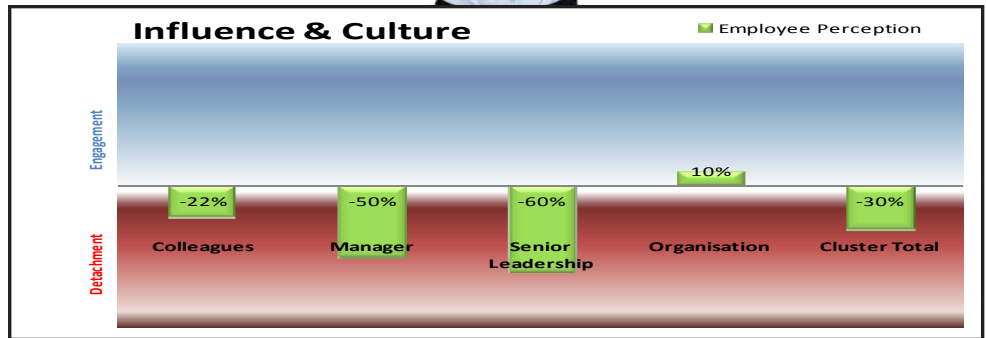 Influence & Culture
Employee Perception
Engagement
Detachment
-22%
-50%
-60%
10%
-30%
Colleagues
Manager
Senior
Leadership
Organisation
Cluster Total